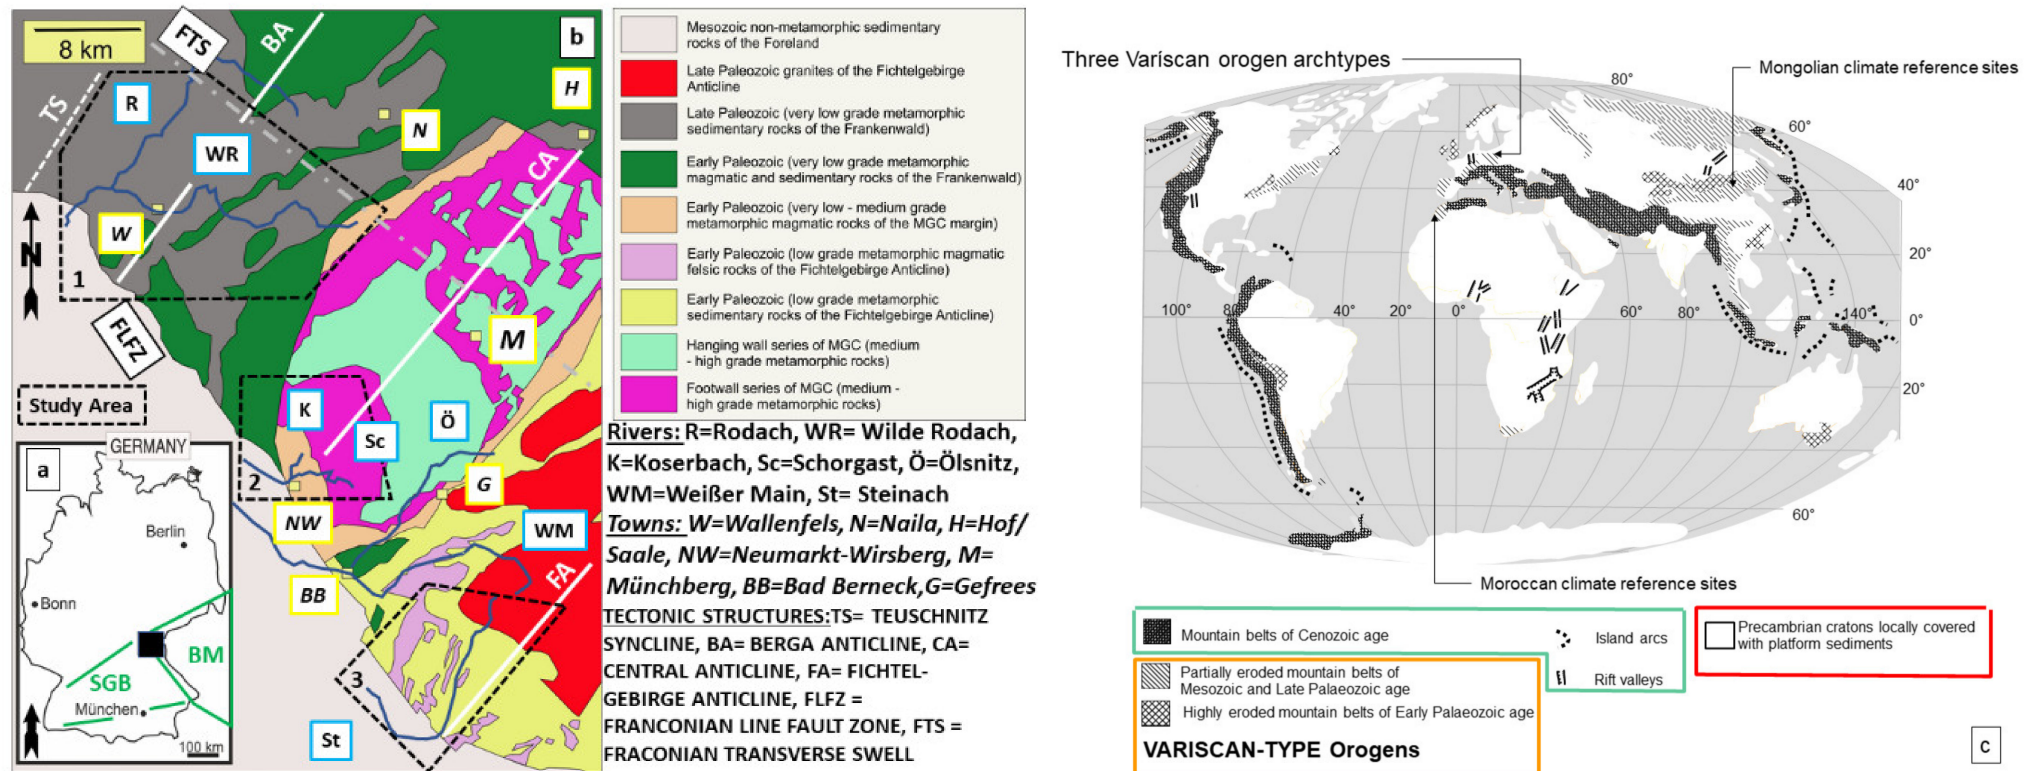 8 km
FTS
BA
b
H
TS
R
N
WR
CA
W
N
1
FLFZ
M
Study Area
K
Ö
Sc
2
G
NW
WM
FA
BB
3
St
a
GERMANY
Berlin
Bonn
BM
SGB
München
100 km
Mesozoic non-metamorphic sedimentary
rocks of the Foreland
Late Paleozoic granites of the Fichtelgebirge
Anticline
Late Paleozoic (very low grade metamorphic
sedimentary rocks of the Frankenwald)
Early Paleozoic (very low grade metamorphic
magmatic and sedimentary rocks of the Frankenwald)
Early Paleozoic (very low - medium grade
metamorphic magmatic rocks of the MGC margin)
Early Paleozoic (low grade metamorphic magmatic
felsic rocks of the Fichtelgebirge Anticline)
Early Paleozoic (low grade metamorphic
sedimentary rocks of the Fichtelgebirge Anticline)
Hanging wall series of MGC (medium
- high grade metamorphic rocks)
Footwall series of MGC (medium -
high grade metamorphic rocks)
Rivers: R=Rodach, WR= Wilde Rodach,
K=Koserbach, Sc=Schorgast, Ö=Ölsnitz,
WM=Weißer Main, St= Steinach
Towns: W=Wallenfels, N=Naila, H=Hof/
Saale, NW=Neumarkt-Wirsberg, M=
Münchberg, BB=Bad Berneck,G=Gefrees
TECTONIC STRUCTURES:TS= TEUSCHNITZ
SYNCLINE, BA= BERGA ANTICLINE, CA=
CENTRAL ANTICLINE, FA= FICHTEL-
GEBIRGE ANTICLINE, FLFZ =
FRANCONIAN LINE FAULT ZONE, FTS =
FRACONIAN TRANSVERSE SWELL
Three Varíscan orogen archtypes
Mongolian climate reference sites
80°
60°
40°
20°
100° 80° 40° 0° 60° 80° 140° 0°
20°
60°
Moroccan climate reference sites
Mountain belts of Cenozoic age
Island arcs
Rift valleys
Precambrian cratons locally covered
with platform sediments
Partially eroded mountain belts of
Mesozoic and Late Palaeozoic age
Highly eroded mountain belts of Early Palaeozoic age
VARISCAN-TYPE Orogens
c